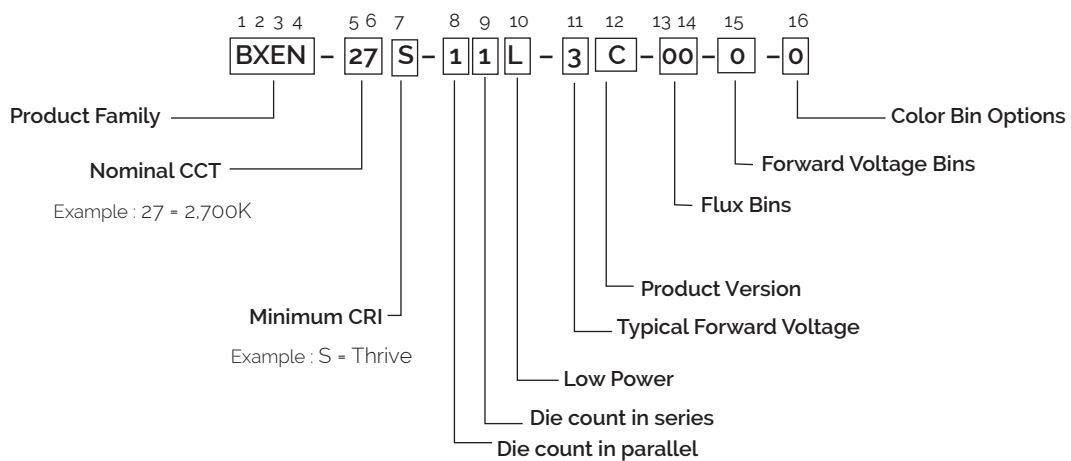 1 2 3 4 5 6 7 8 9 10 11 12 13 14 15 16
BXEN – 27 S – 1 1 L – 3 C – 00 – 0 – 0
Product Family
Color Bin Options
Nominal CCT
Forward Voltage Bins
Example : 27 = 2,700K
Flux Bins
Product Version
Minimum CRI
Typical Forward Voltage
Example : S = Thrive
Low Power
Die count in series
Die count in parallel